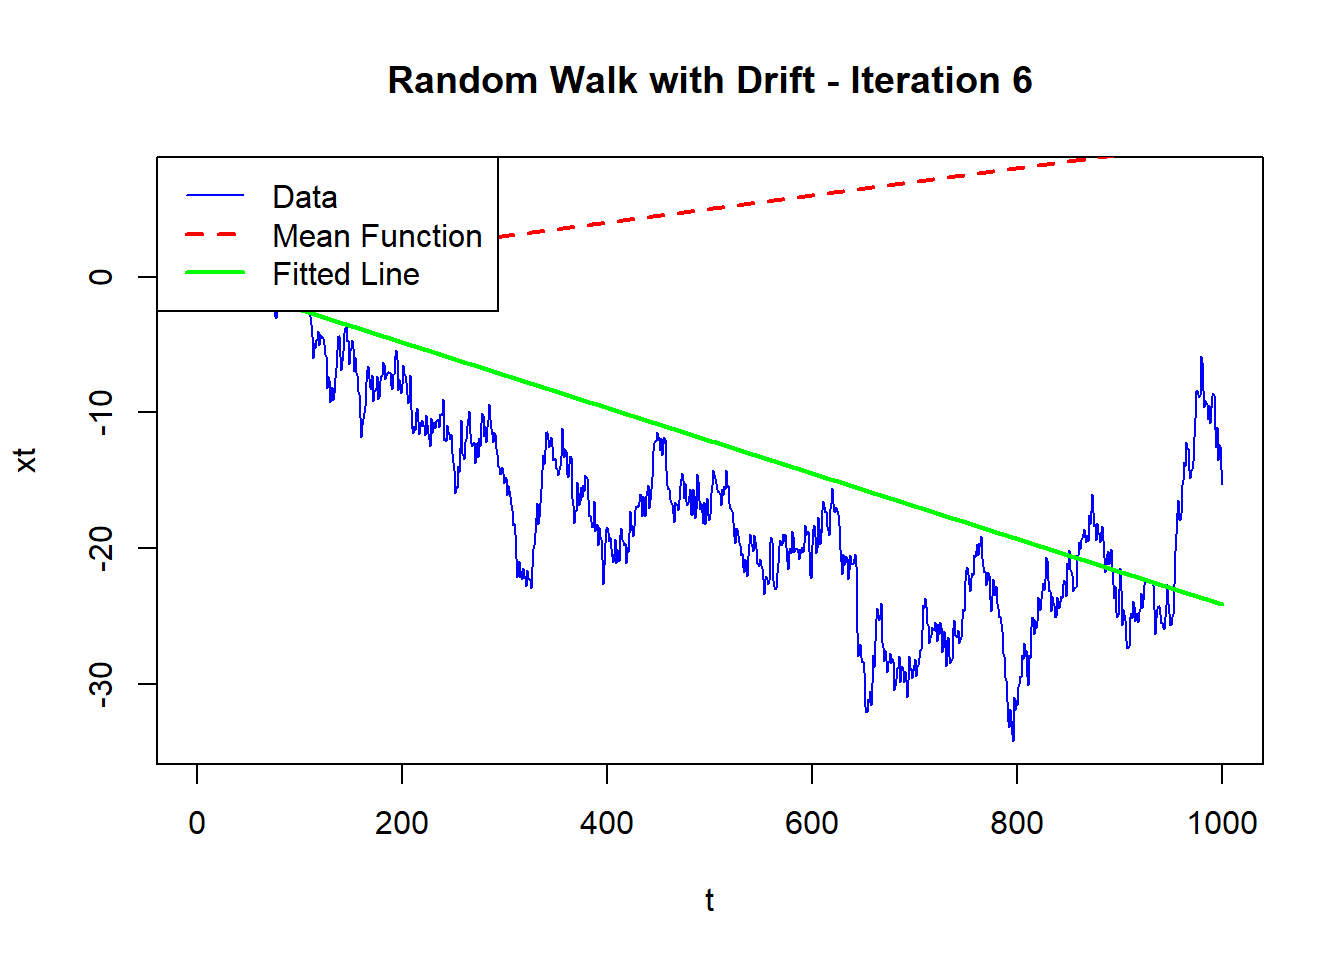 Random Walk with Drift - Iteration 6
Data
Mean Function
Fitted Line
xt
0
-10
-20
-30
0 200 400 600 800 1000
t